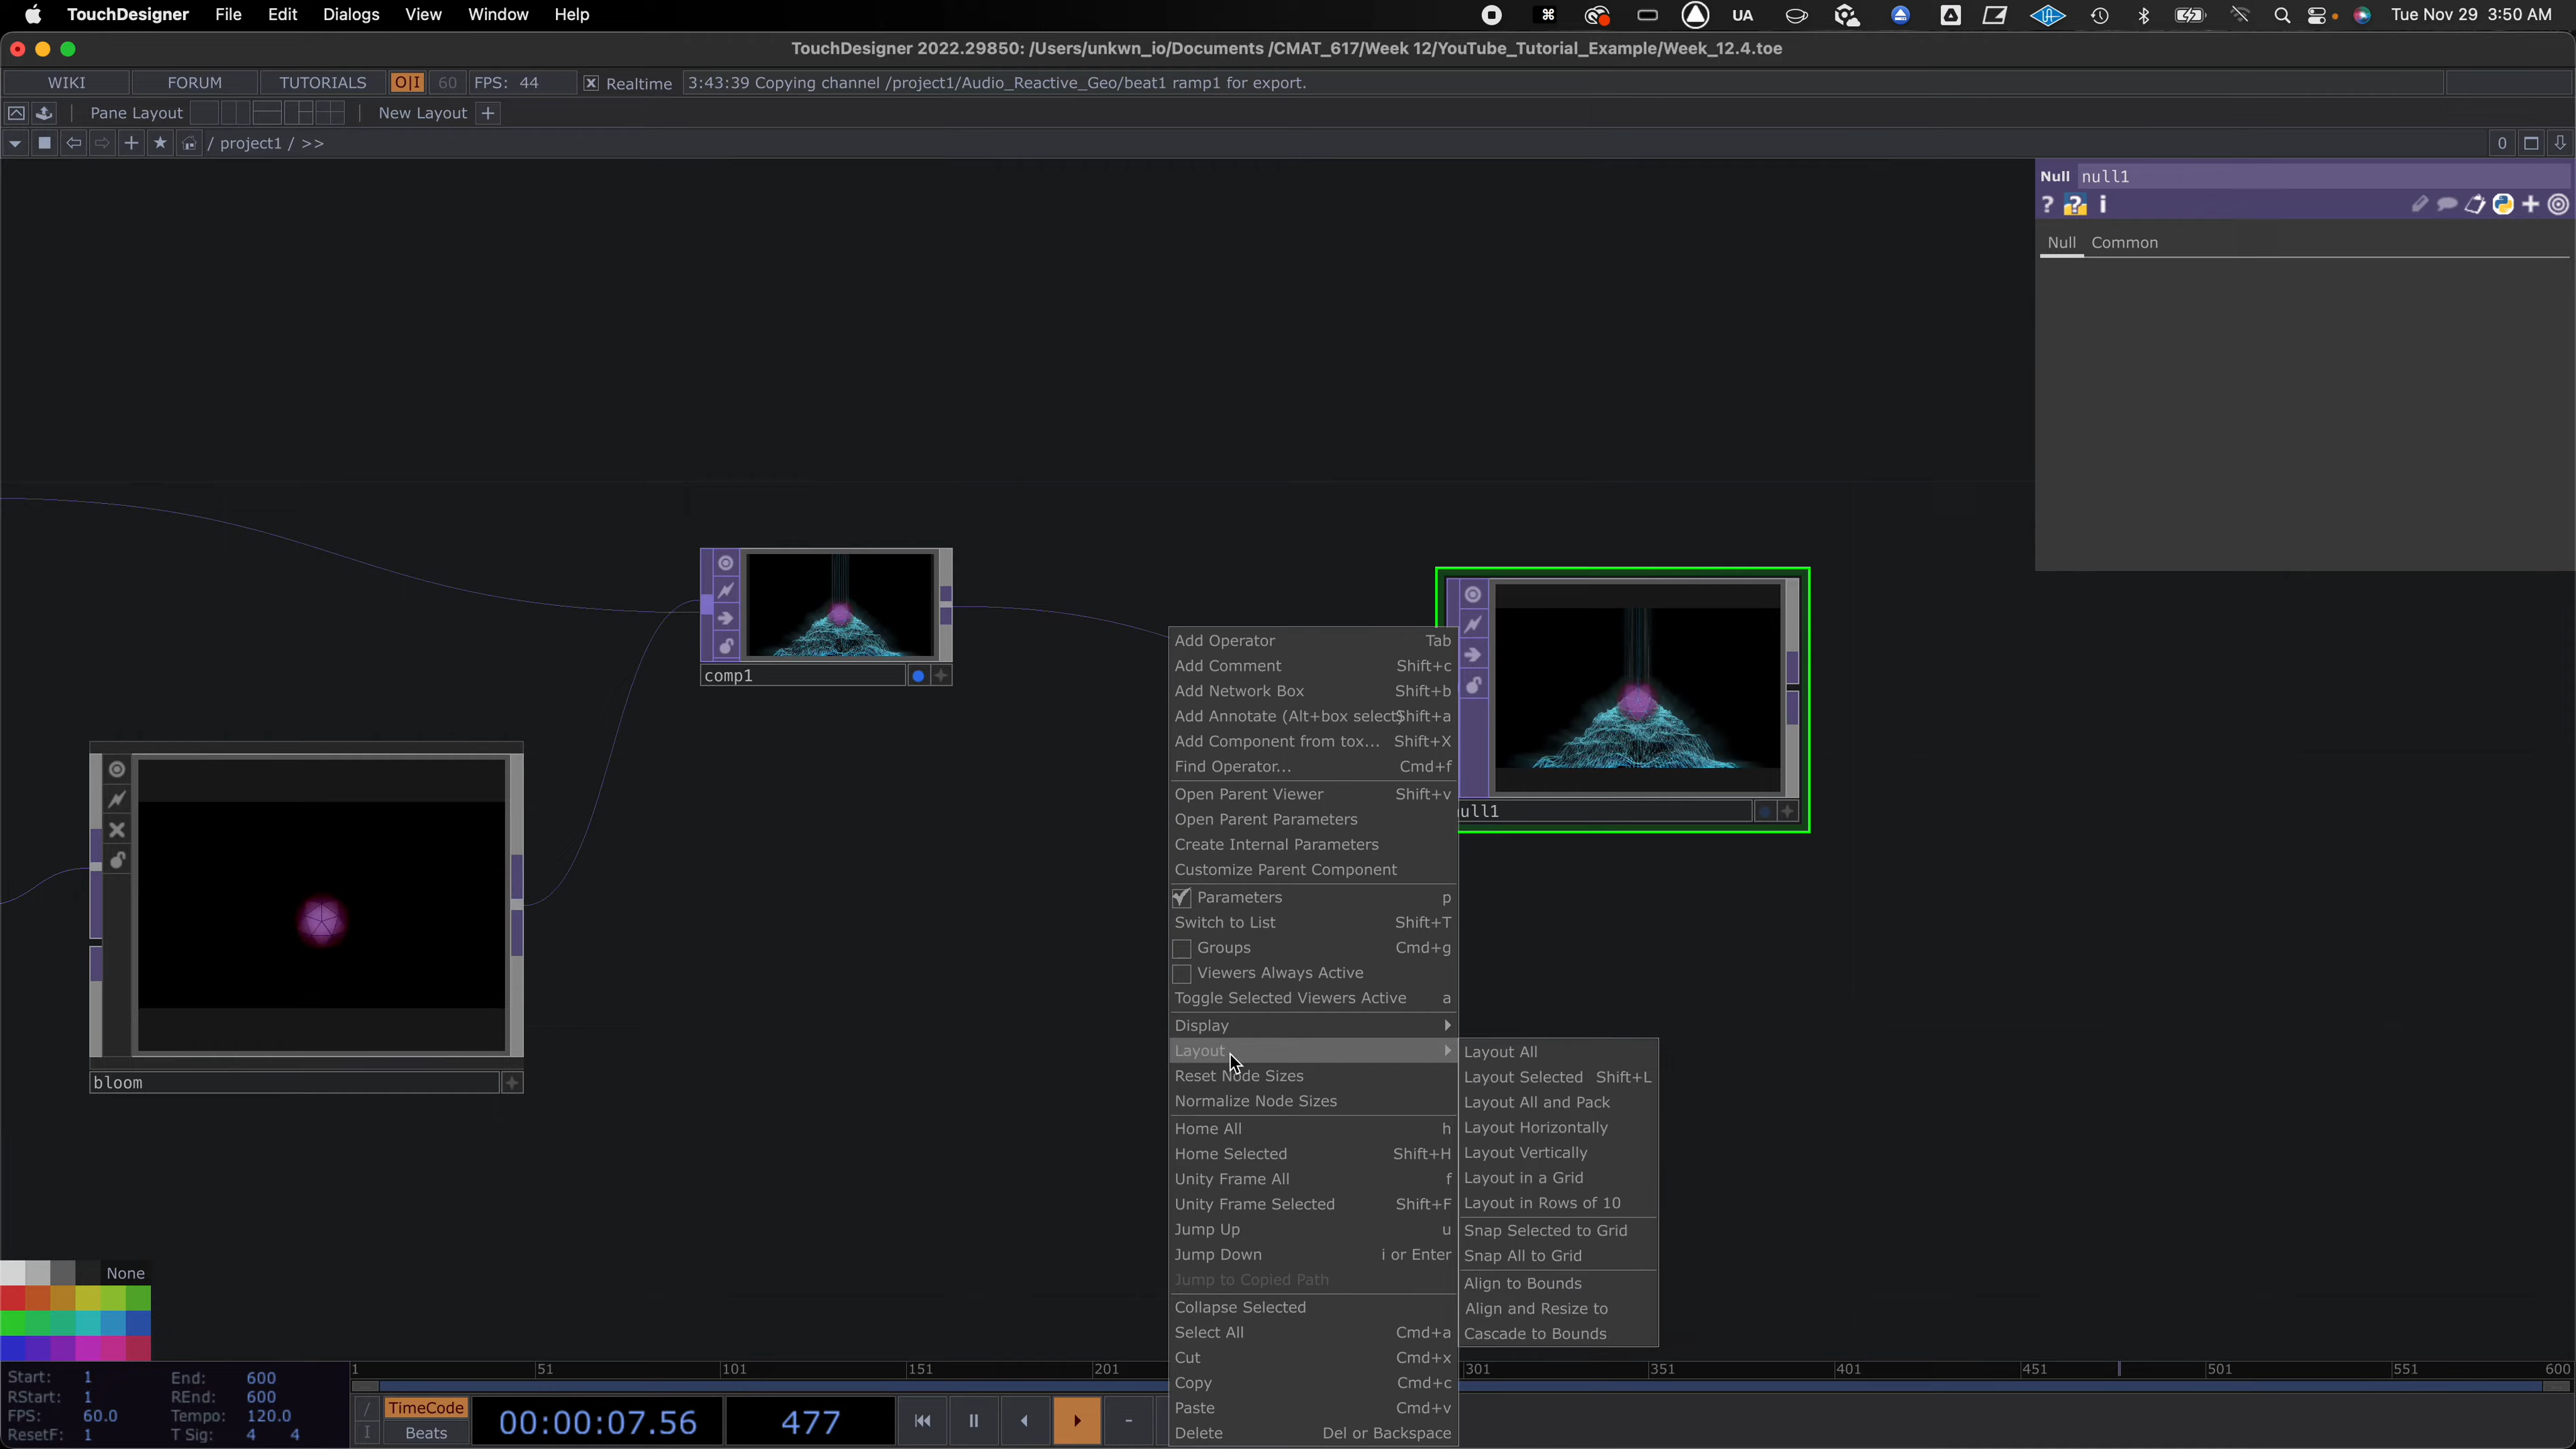 TouchDesigner File Edit Dialogs View Window Help UA Tue Nov 29 3:50 AM
TouchDesigner 2022.29850: /Users/unkwn_io/Documents /CMAT_617/Week 12/YouTube_Tutorial_Example/Week_12.4.toe
WIKI FORUM TUTORIALS O|I 60 FPS: 44 Realtime 3:43:39 Copying channel /project1/Audio_Reactive_Geo/beat1 ramp1 for export.
Pane Layout New Layout +
/ project1 / >> 0
Null null1
Null Common
comp1
bloom
ull1
Add Operator Tab
Add Comment Shift+c
Add Network Box Shift+b
Add Annotate (Alt+box select) Shift+a
Add Component from tox... Shift+X
Find Operator... Cmd+f
Open Parent Viewer Shift+v
Open Parent Parameters
Create Internal Parameters
Customize Parent Component
Parameters p
Switch to List Shift+T
Groups Cmd+g
Viewers Always Active
Toggle Selected Viewers Active a
Display
Layout
Reset Node Sizes
Normalize Node Sizes
Home All h
Home Selected Shift+H
Unity Frame All f
Unity Frame Selected Shift+F
Jump Up u
Jump Down i or Enter
Jump to Copied Path
Collapse Selected
Select All Cmd+a
Cut Cmd+x
Copy Cmd+c
Paste Cmd+v
Delete Del or Backspace
Layout All
Layout Selected Shift+L
Layout All and Pack
Layout Horizontally
Layout Vertically
Layout in a Grid
Layout in Rows of 10
Snap Selected to Grid
Snap All to Grid
Align to Bounds
Align and Resize to
Cascade to Bounds
None
1 51 101 151 201 301 351 401 451 501 551 600
Start: 1 End: 600
RStart: 1 REnd: 600
FPS: 60.0 Tempo: 120.0
ResetF: 1 T Sig: 4 4
/ TimeCode
I Beats
00:00:07.56 477 -